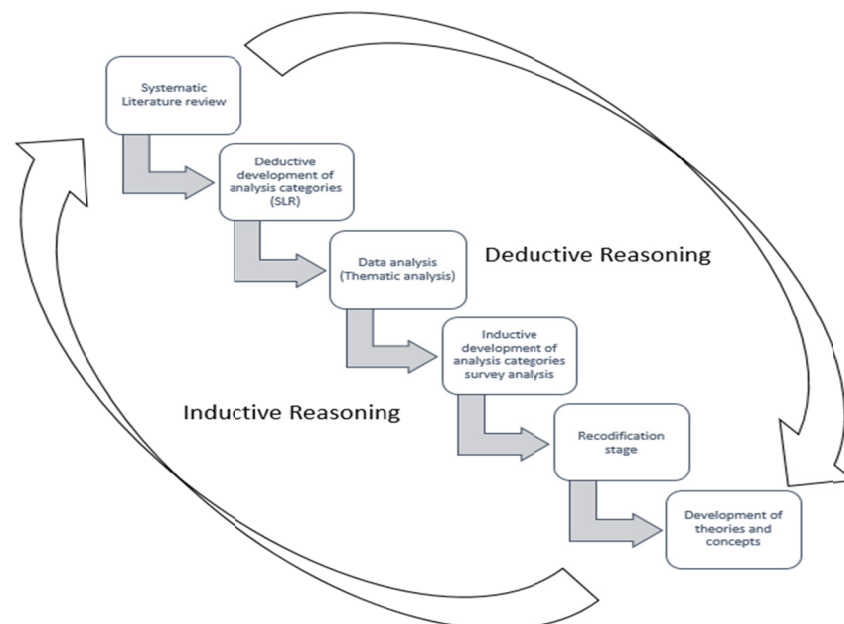 Systematic
Literature review
Deductive
development of
analysis categories
(SLR)
Data analysis
(Thematic analysis)
Deductive Reasoning
Inductive
development of
analysis categories
survey analysis
Inductive Reasoning
Recodification
stage
Development of
theories and
concepts